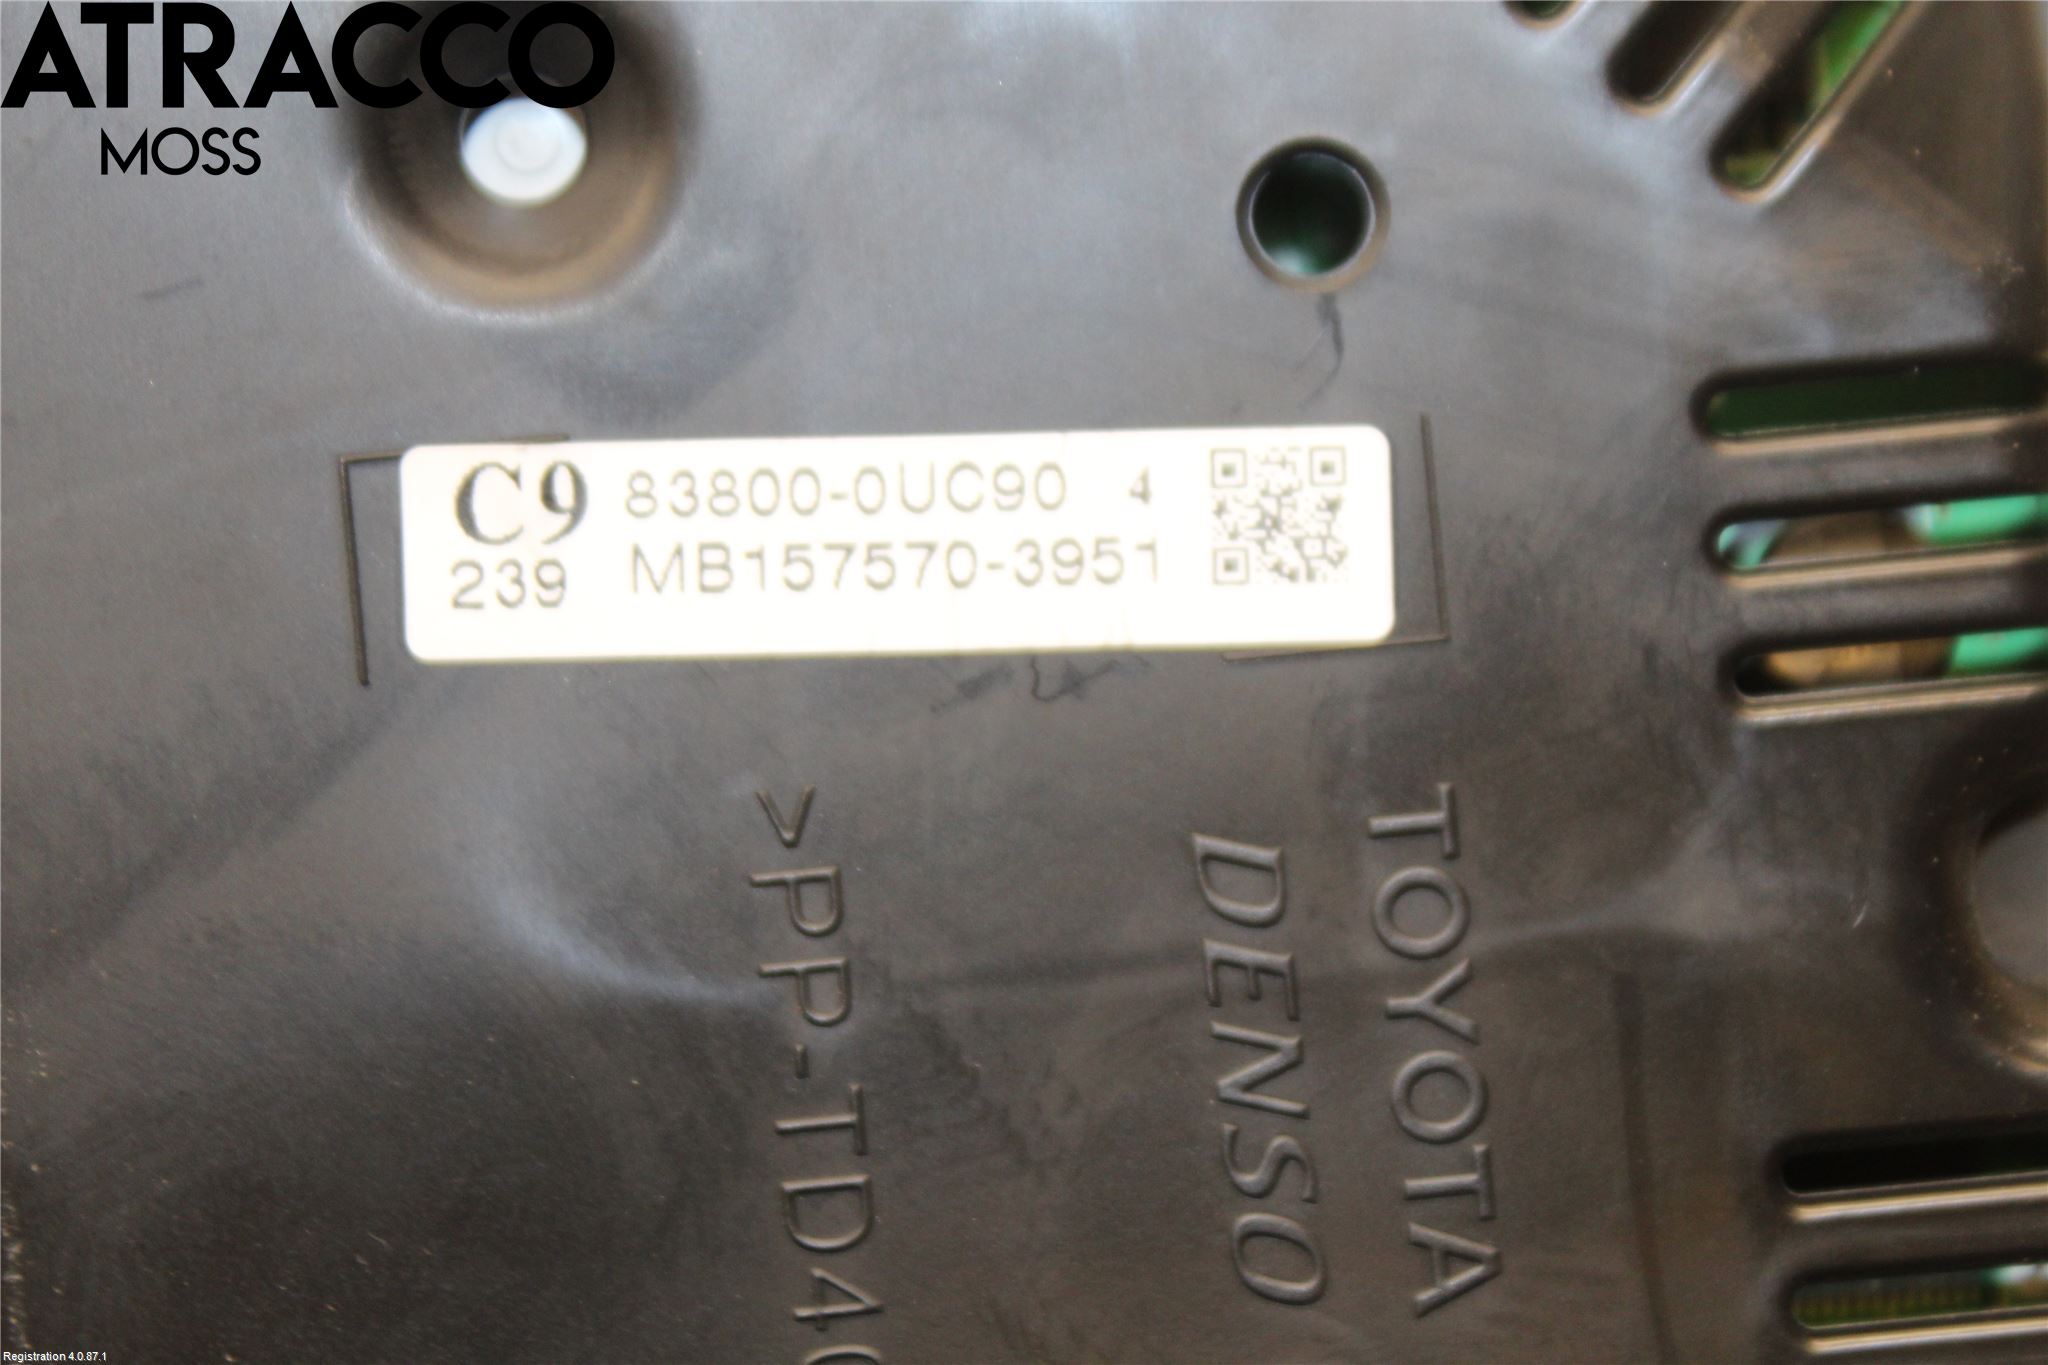 ATRACCO
MOSS
C9 83800-0UC90 4
239 MB157570-3951
TOYOTA
DENSO
>PP-TD40
Registration 4.0.87.1